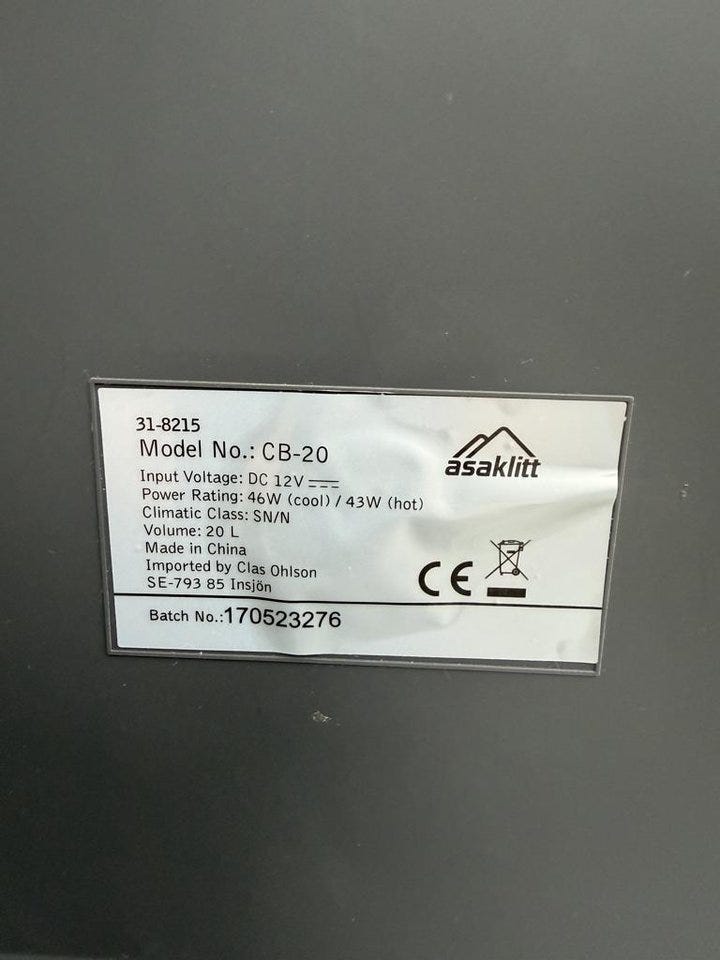 31-8215
Model No.: CB-20
Input Voltage: DC 12V
Power Rating: 46W (cool) / 43W (hot)
Climatic Class: SN/N
Volume: 20 L
Made in China
Imported by Clas Ohlson
SE-793 85 Insjön
asaklitt
CE
Batch No.:170523276